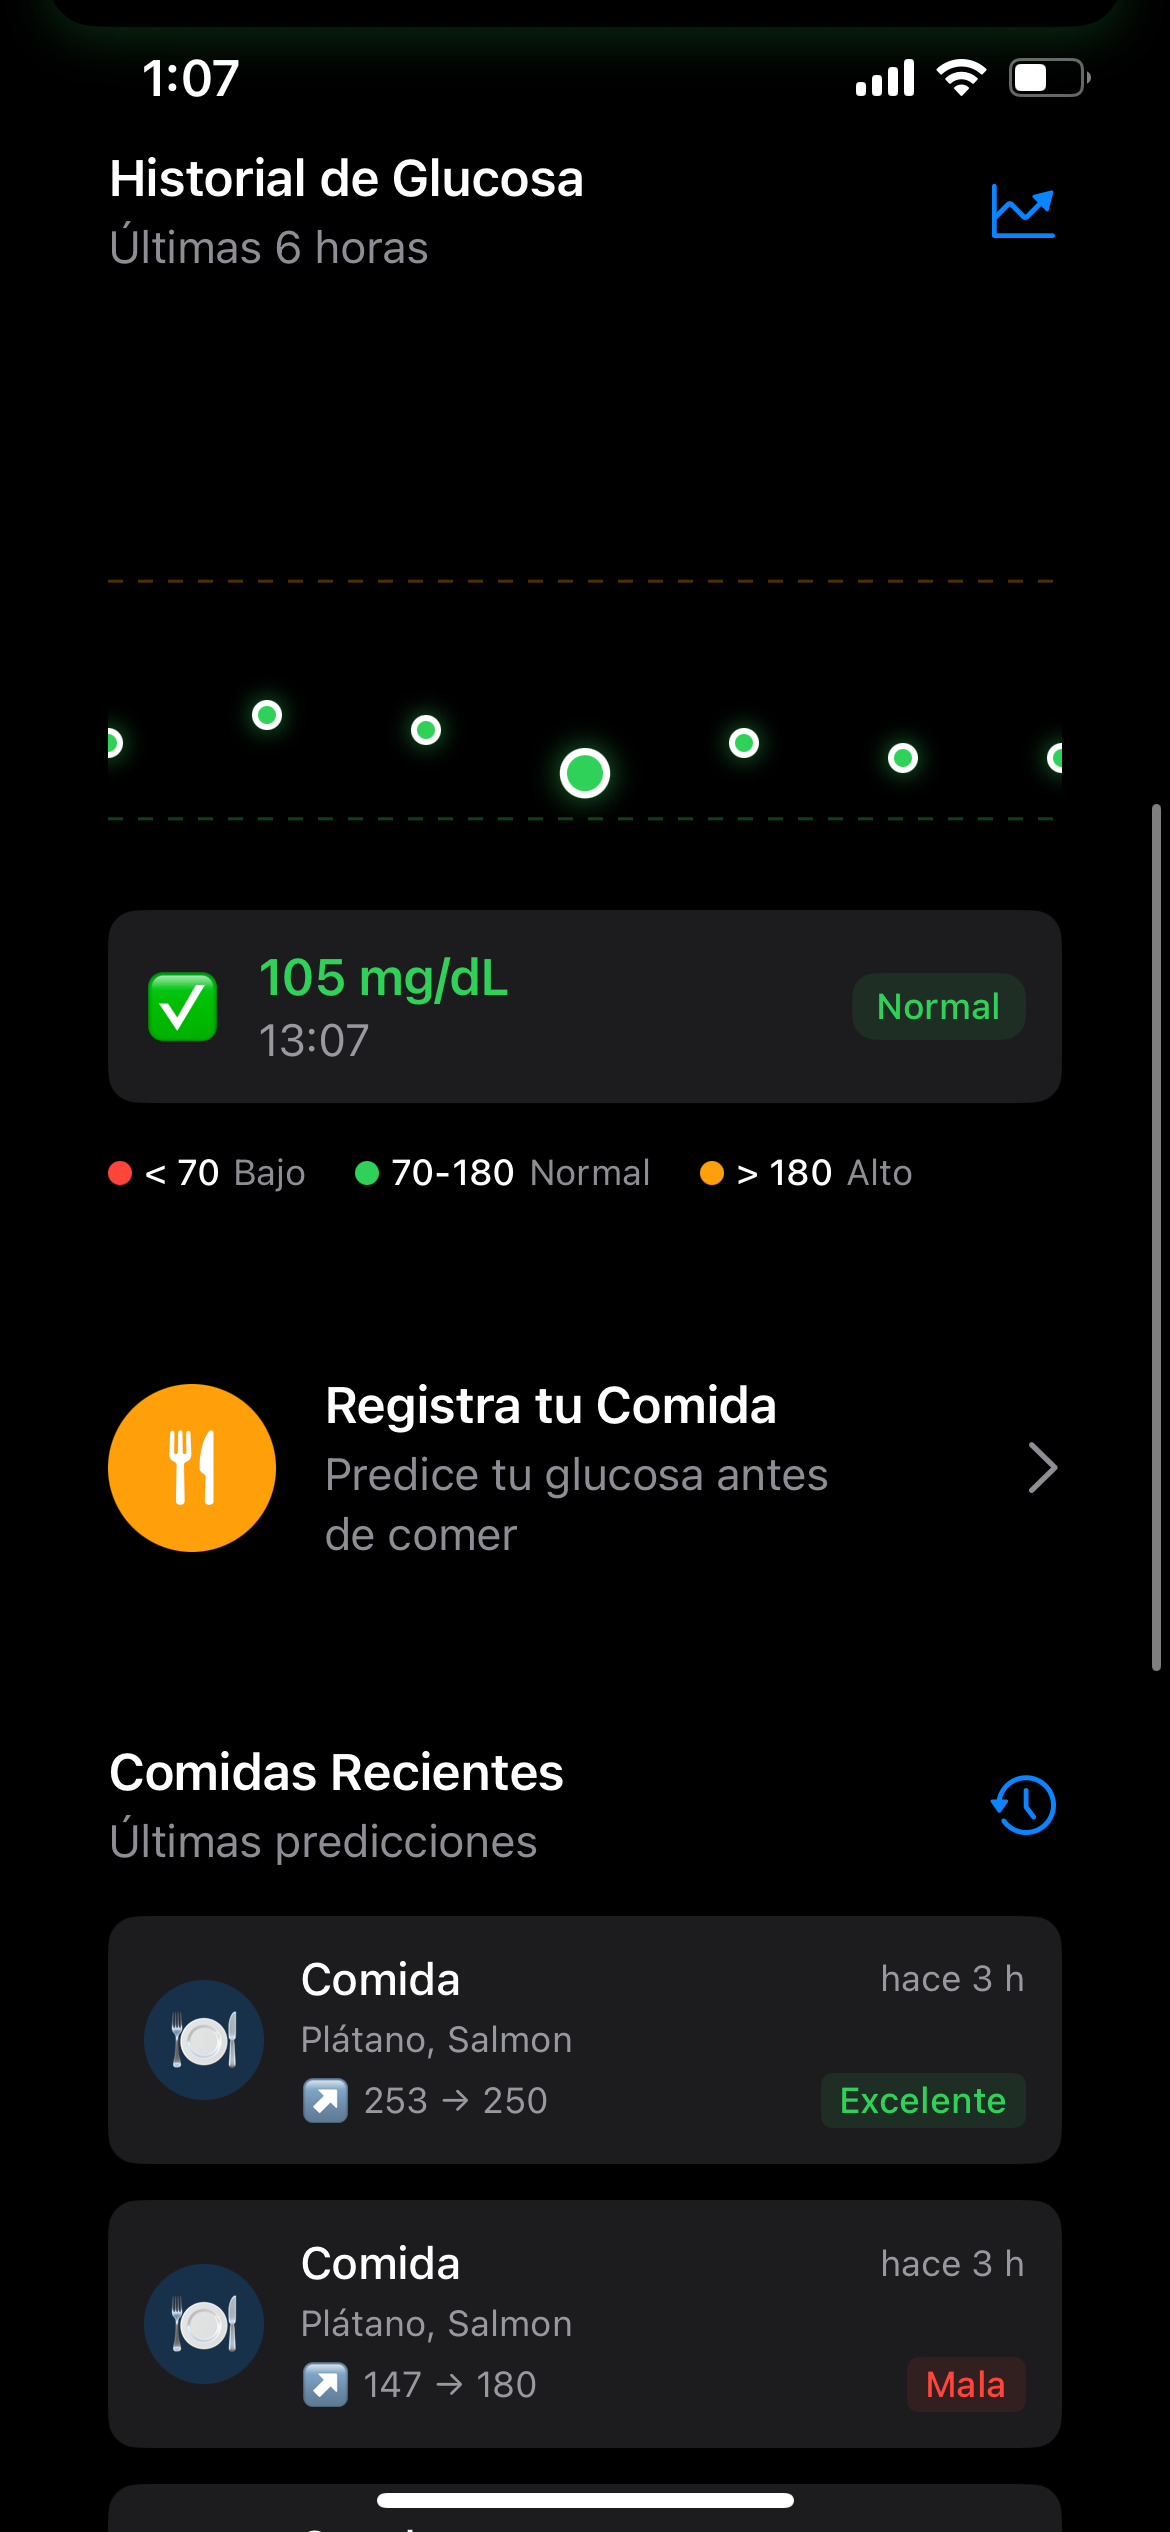 1:07
Historial de Glucosa
Últimas 6 horas
105 mg/dL
13:07
Normal
< 70 Bajo
70-180 Normal
> 180 Alto
Registra tu Comida
Predice tu glucosa antes
de comer
Comidas Recientes
Últimas predicciones
Comida
hace 3 h
Plátano, Salmon
253 → 250
Excelente
Comida
hace 3 h
Plátano, Salmon
147 → 180
Mala